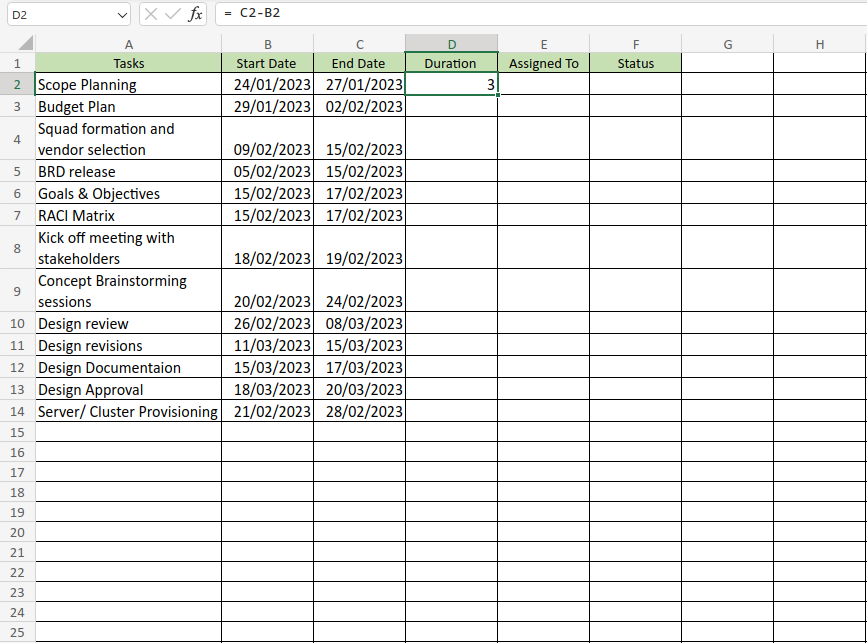 D2 fx = C2-B2
A B C D E F G H
1 Tasks Start Date End Date Duration Assigned To Status
2 Scope Planning 24/01/2023 27/01/2023 3
3 Budget Plan 29/01/2023 02/02/2023
Squad formation and
4 vendor selection 09/02/2023 15/02/2023
5 BRD release 05/02/2023 15/02/2023
6 Goals & Objectives 15/02/2023 17/02/2023
7 RACI Matrix 15/02/2023 17/02/2023
Kick off meeting with
8 stakeholders 18/02/2023 19/02/2023
Concept Brainstorming
9 sessions 20/02/2023 24/02/2023
10 Design review 26/02/2023 08/03/2023
11 Design revisions 11/03/2023 15/03/2023
12 Design Documentaion 15/03/2023 17/03/2023
13 Design Approval 18/03/2023 20/03/2023
14 Server/ Cluster Provisioning 21/02/2023 28/02/2023
15
16
17
18
19
20
21
22
23
24
25